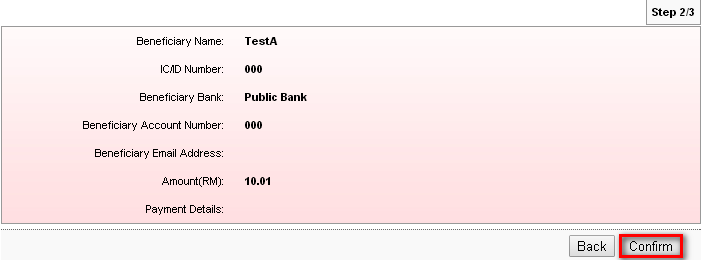 Step 2/3
Beneficiary Name: TestA
IC/ID Number: 000
Beneficiary Bank: Public Bank
Beneficiary Account Number: 000
Beneficiary Email Address:
Amount(RM): 10.01
Payment Details:
Back Confirm